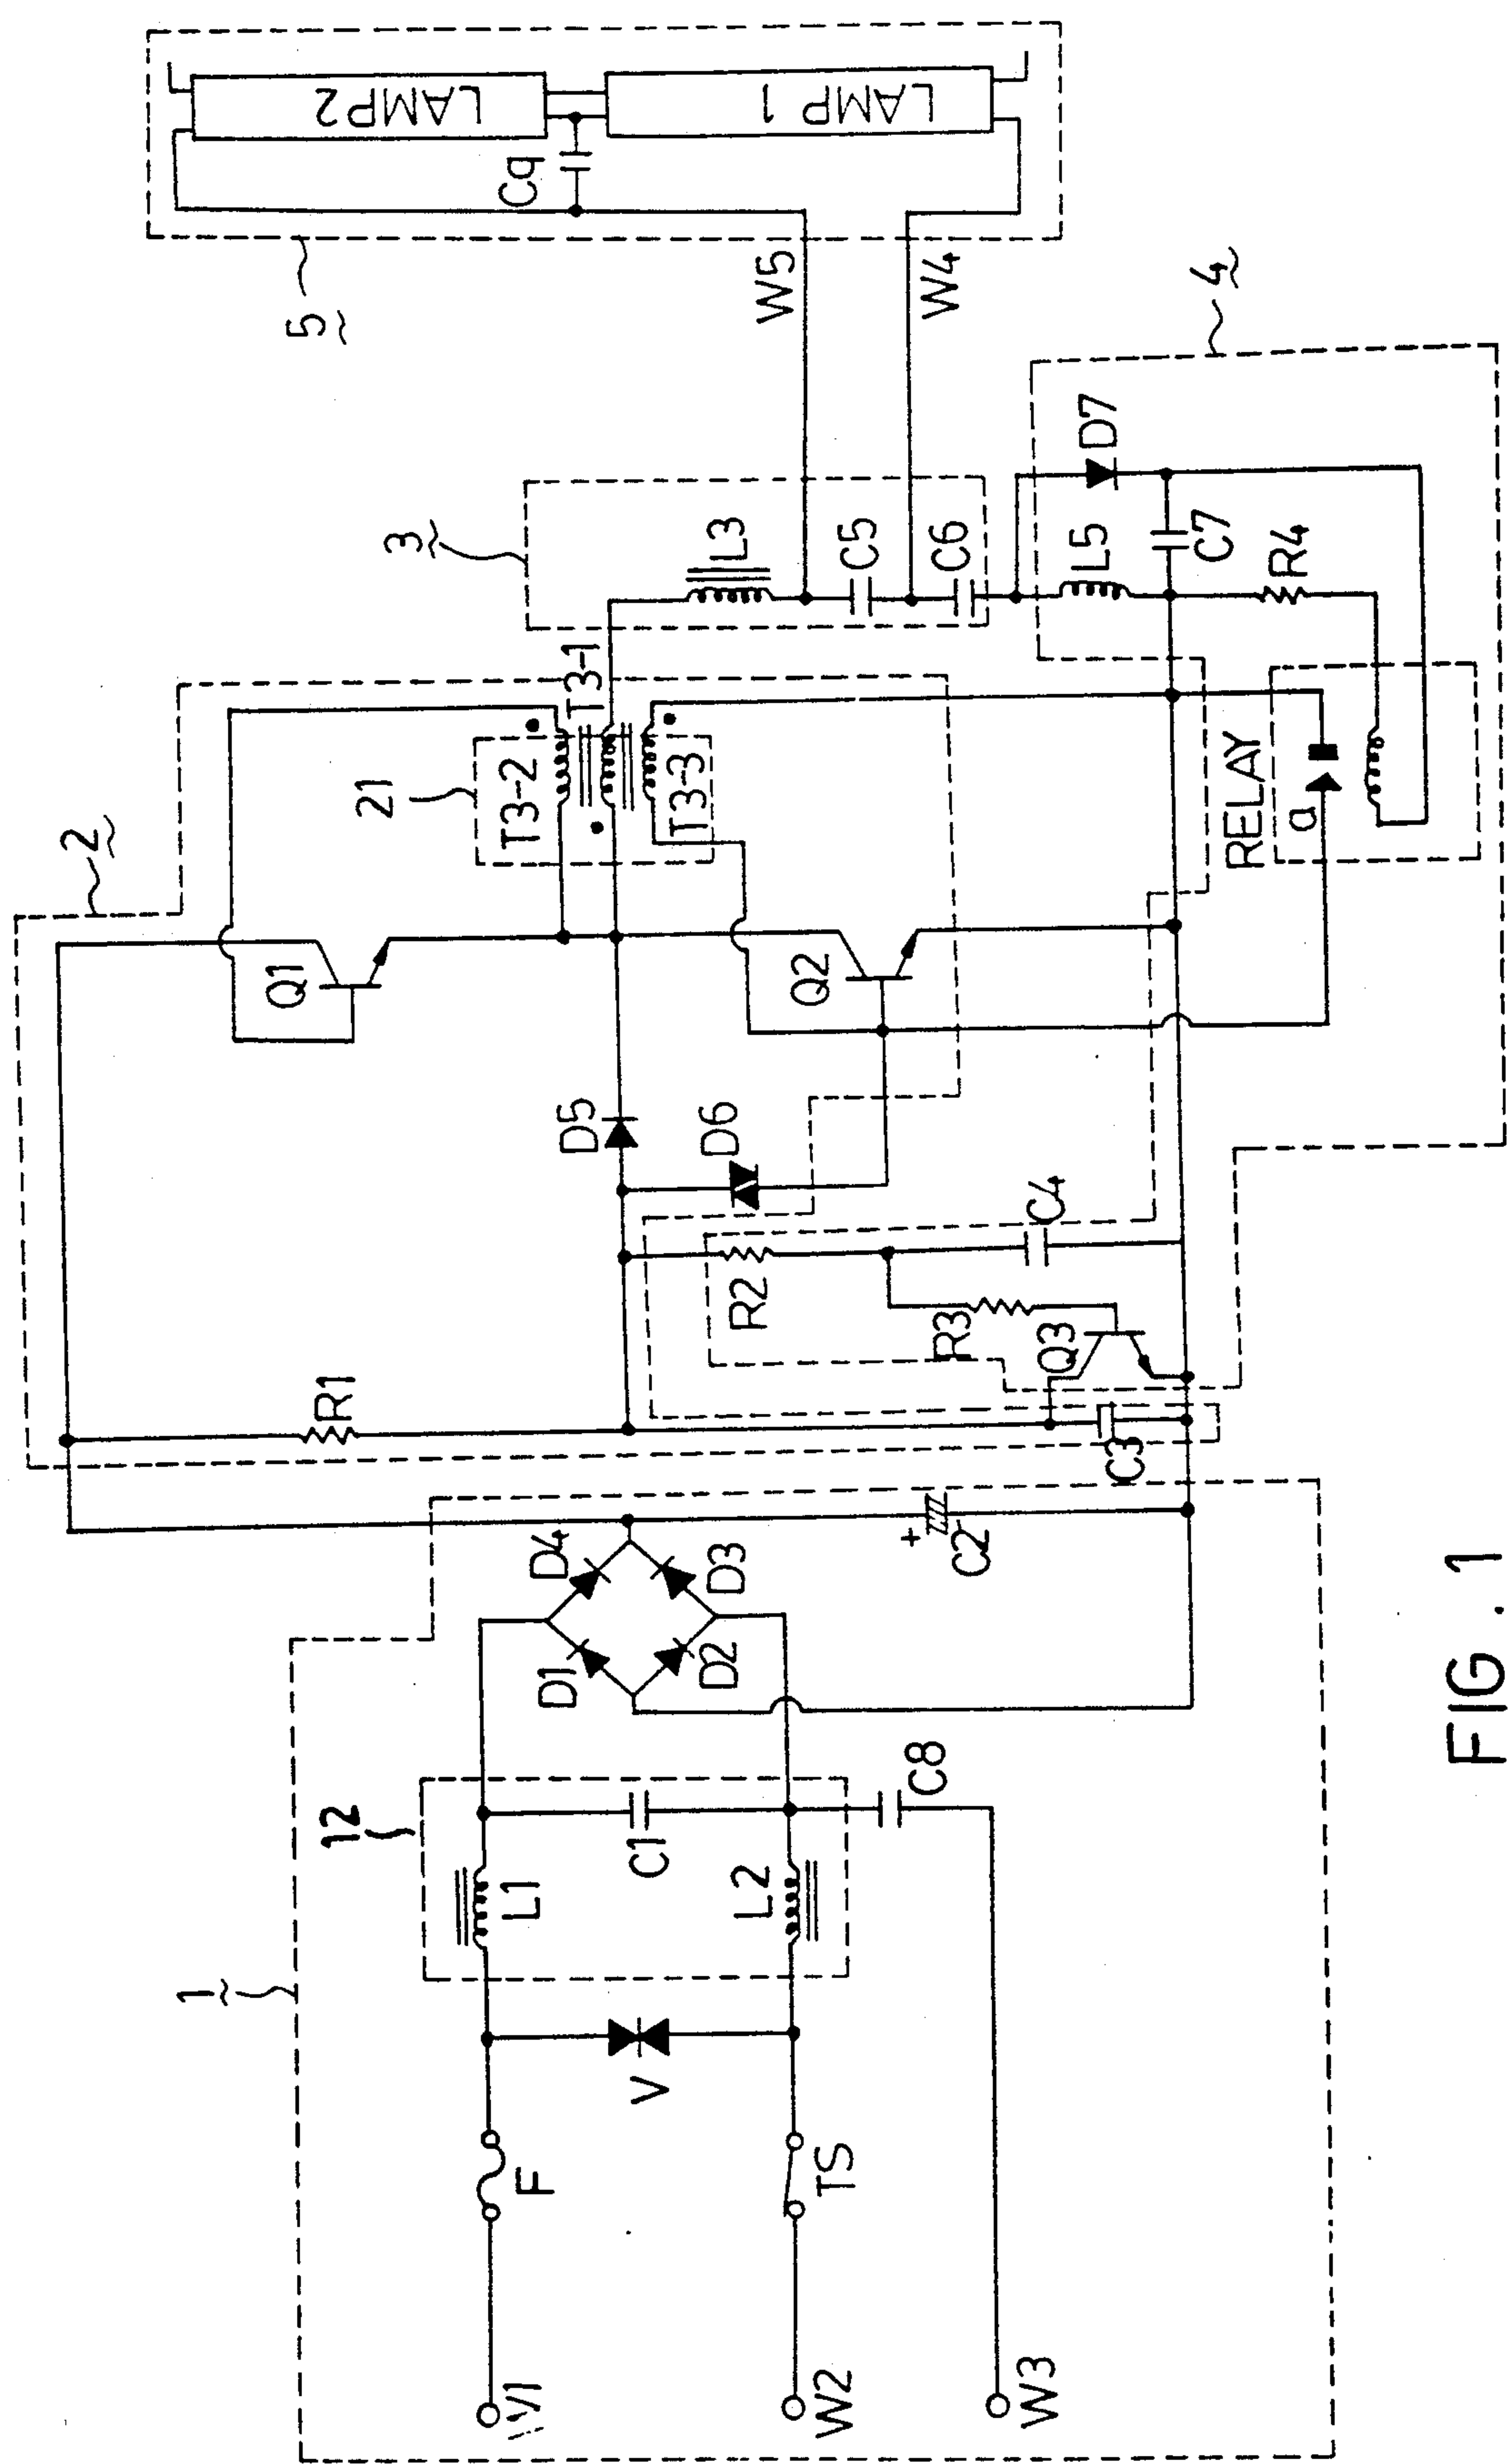 1
W1
W2
W3
F
TS
V
12
L1
L2
C1
C8
D1
D2
D4
D3
+
C2
2
R1
C3
R2
R3
Q3
C4
D5
D6
Q1
Q2
21
T3-2
T3-1
T3-3
RELAY
a
3
L3
C5
C6
L5
C7
R4
D7
4
W5
W4
5
Cq
LAMP2
LAMP 1
FIG . 1